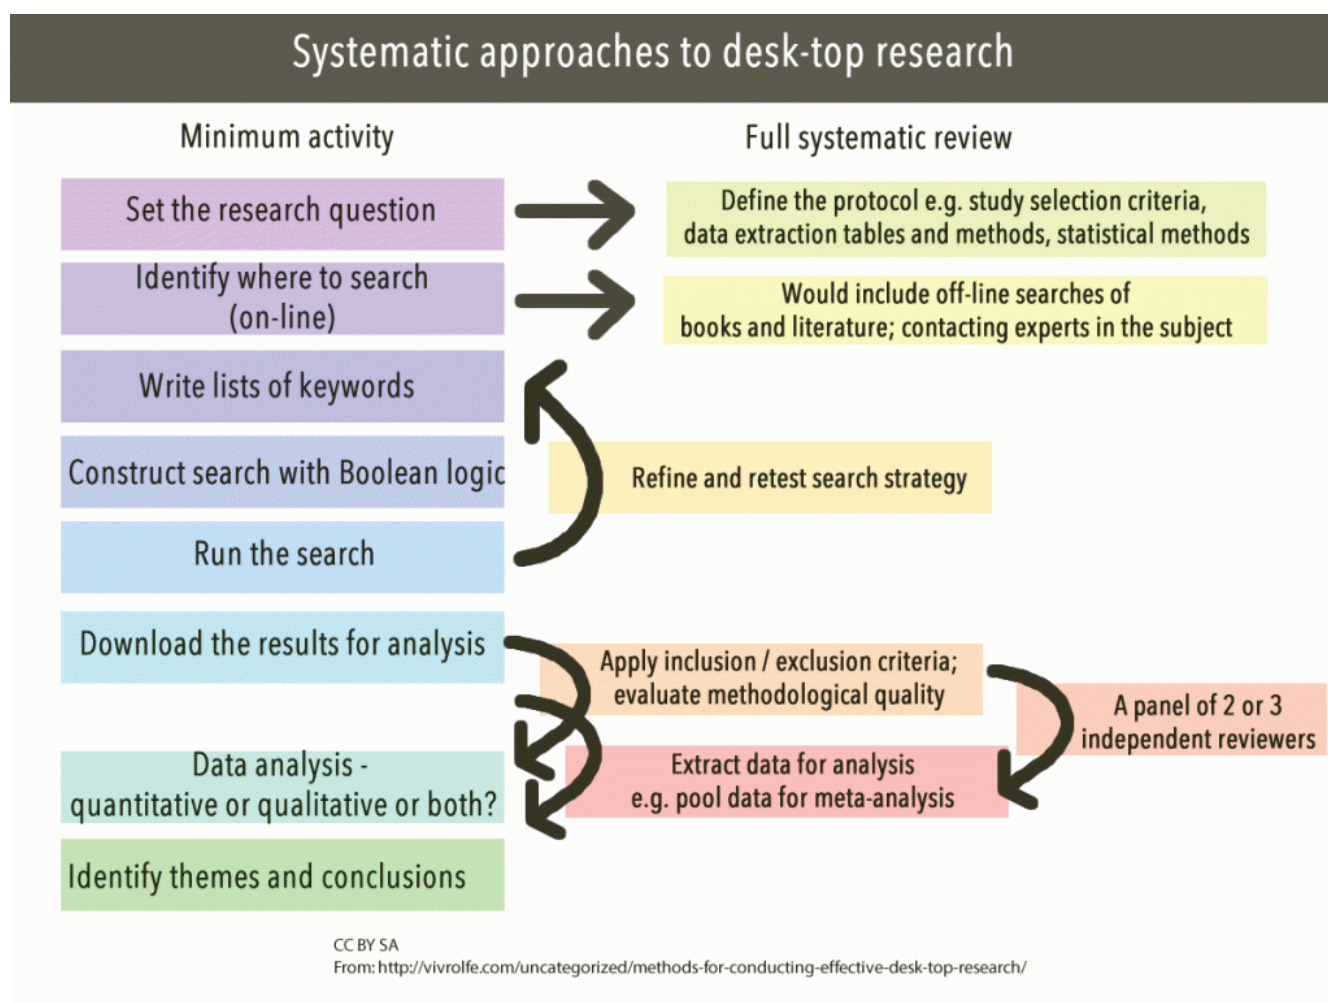 Systematic approaches to desk-top research
Minimum activity
Full systematic review
Set the research question
Define the protocol e.g. study selection criteria,
data extraction tables and methods, statistical methods
Identify where to search
(on-line)
Would include off-line searches of
books and literature; contacting experts in the subject
Write lists of keywords
Construct search with Boolean logic
Refine and retest search strategy
Run the search
Download the results for analysis
Apply inclusion / exclusion criteria;
evaluate methodological quality
A panel of 2 or 3
independent reviewers
Data analysis -
quantitative or qualitative or both?
Extract data for analysis
e.g. pool data for meta-analysis
Identify themes and conclusions
CC BY SA
From: http://vivrolfe.com/uncategorized/methods-for-conducting-effective-desk-top-research/